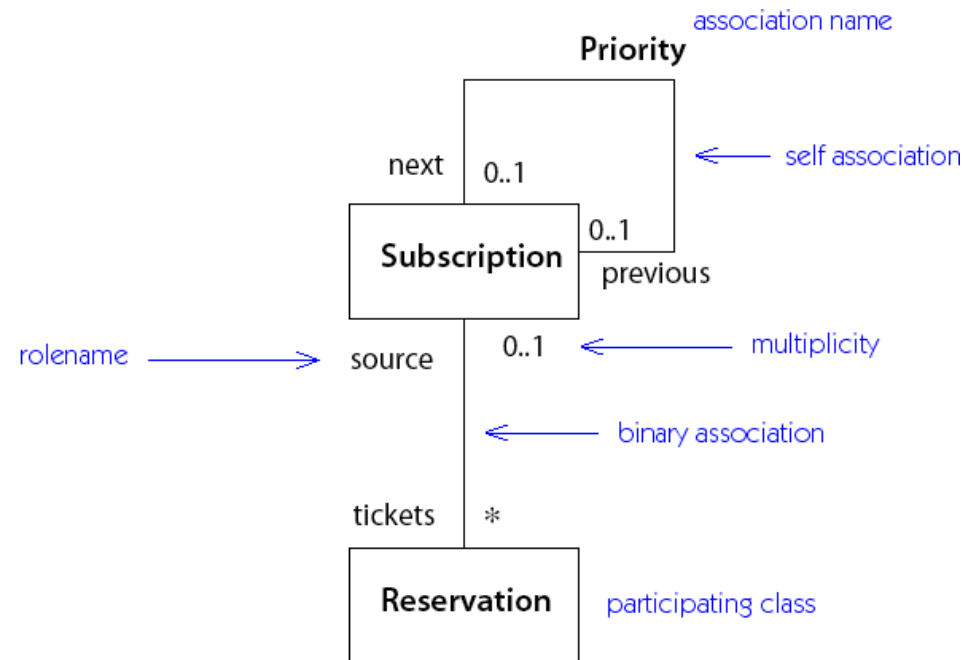 association name
Priority
next
0..1
self association
0..1
Subscription
previous
rolename
source
0..1
multiplicity
binary association
tickets
*
Reservation
participating class